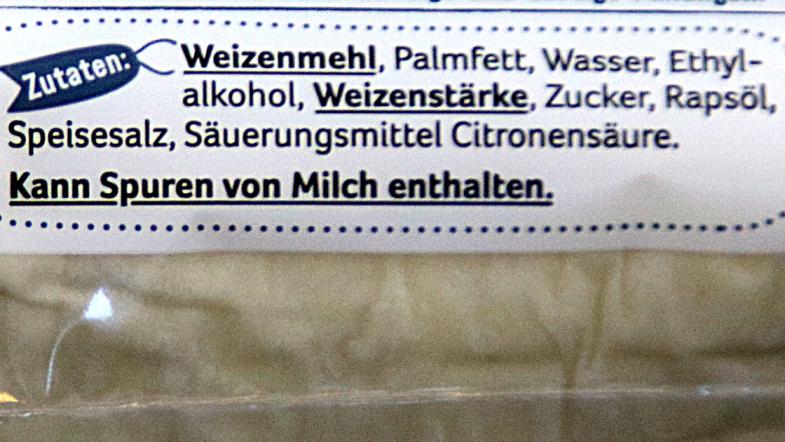 Zutaten: Weizenmehl, Palmfett, Wasser, Ethyl-
alkohol, Weizenstärke, Zucker, Rapsöl,
Speisesalz, Säuerungsmittel Citronensäure.
Kann Spuren von Milch enthalten.